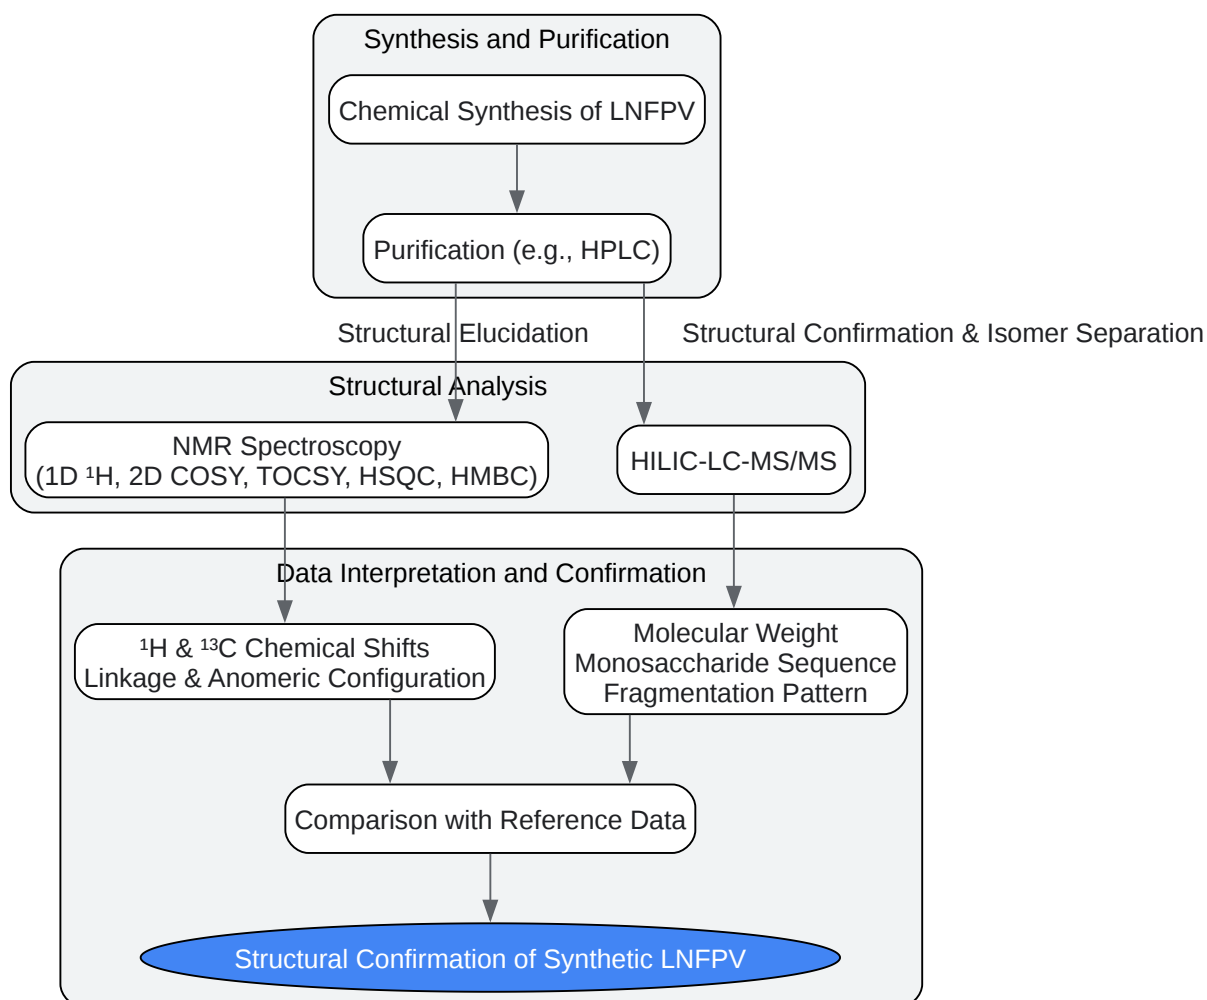 Synthesis and Purification
Chemical Synthesis of LNFPV
Purification (e.g., HPLC)
Structural Elucidation
Structural Confirmation & Isomer Separation
Structural Analysis
NMR Spectroscopy
(1D ¹H, 2D COSY, TOCSY, HSQC, HMBC)
HILIC-LC-MS/MS
Data Interpretation and Confirmation
¹H & ¹³C Chemical Shifts
Linkage & Anomeric Configuration
Molecular Weight
Monosaccharide Sequence
Fragmentation Pattern
Comparison with Reference Data
Structural Confirmation of Synthetic LNFPV